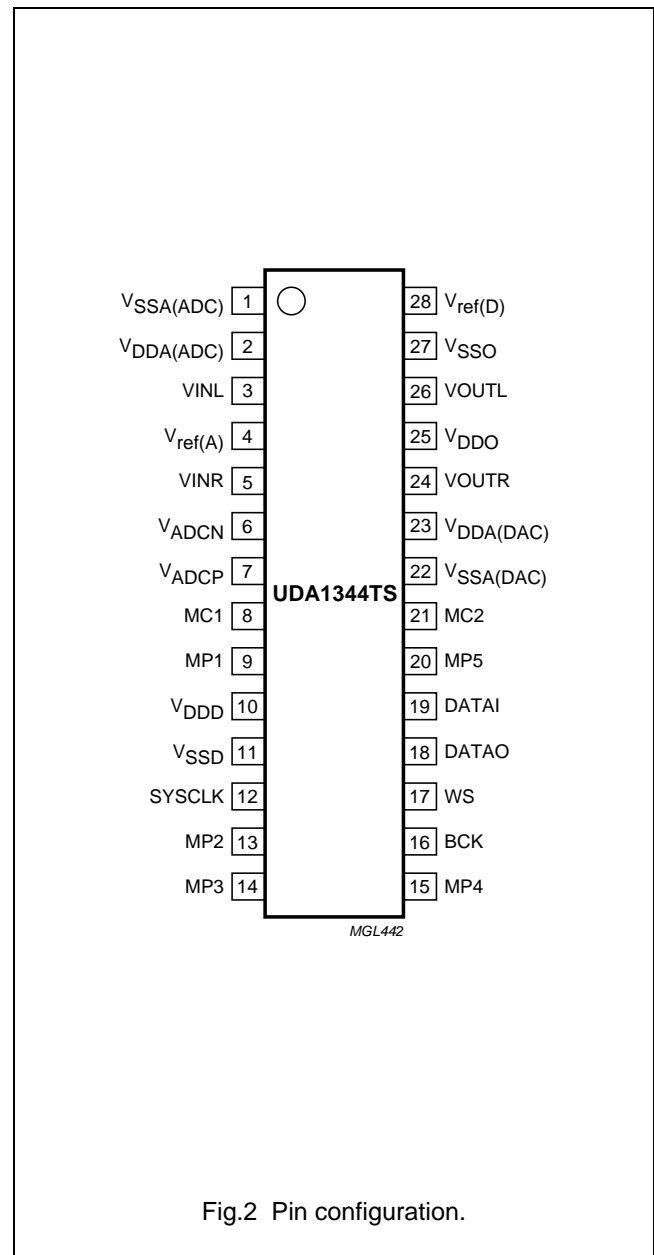 VSSA(ADC) 1
VDDA(ADC) 2
VINL 3
Vref(A) 4
VINR 5
VADCN 6
VADCP 7
MC1 8
MP1 9
VDDD 10
VSSD 11
SYSCLK 12
MP2 13
MP3 14
UDA1344TS
28 Vref(D)
27 VSSO
26 VOUTL
25 VDDO
24 VOUTR
23 VDDA(DAC)
22 VSSA(DAC)
21 MC2
20 MP5
19 DATAI
18 DATAO
17 WS
16 BCK
15 MP4
MGL442
Fig.2 Pin configuration.